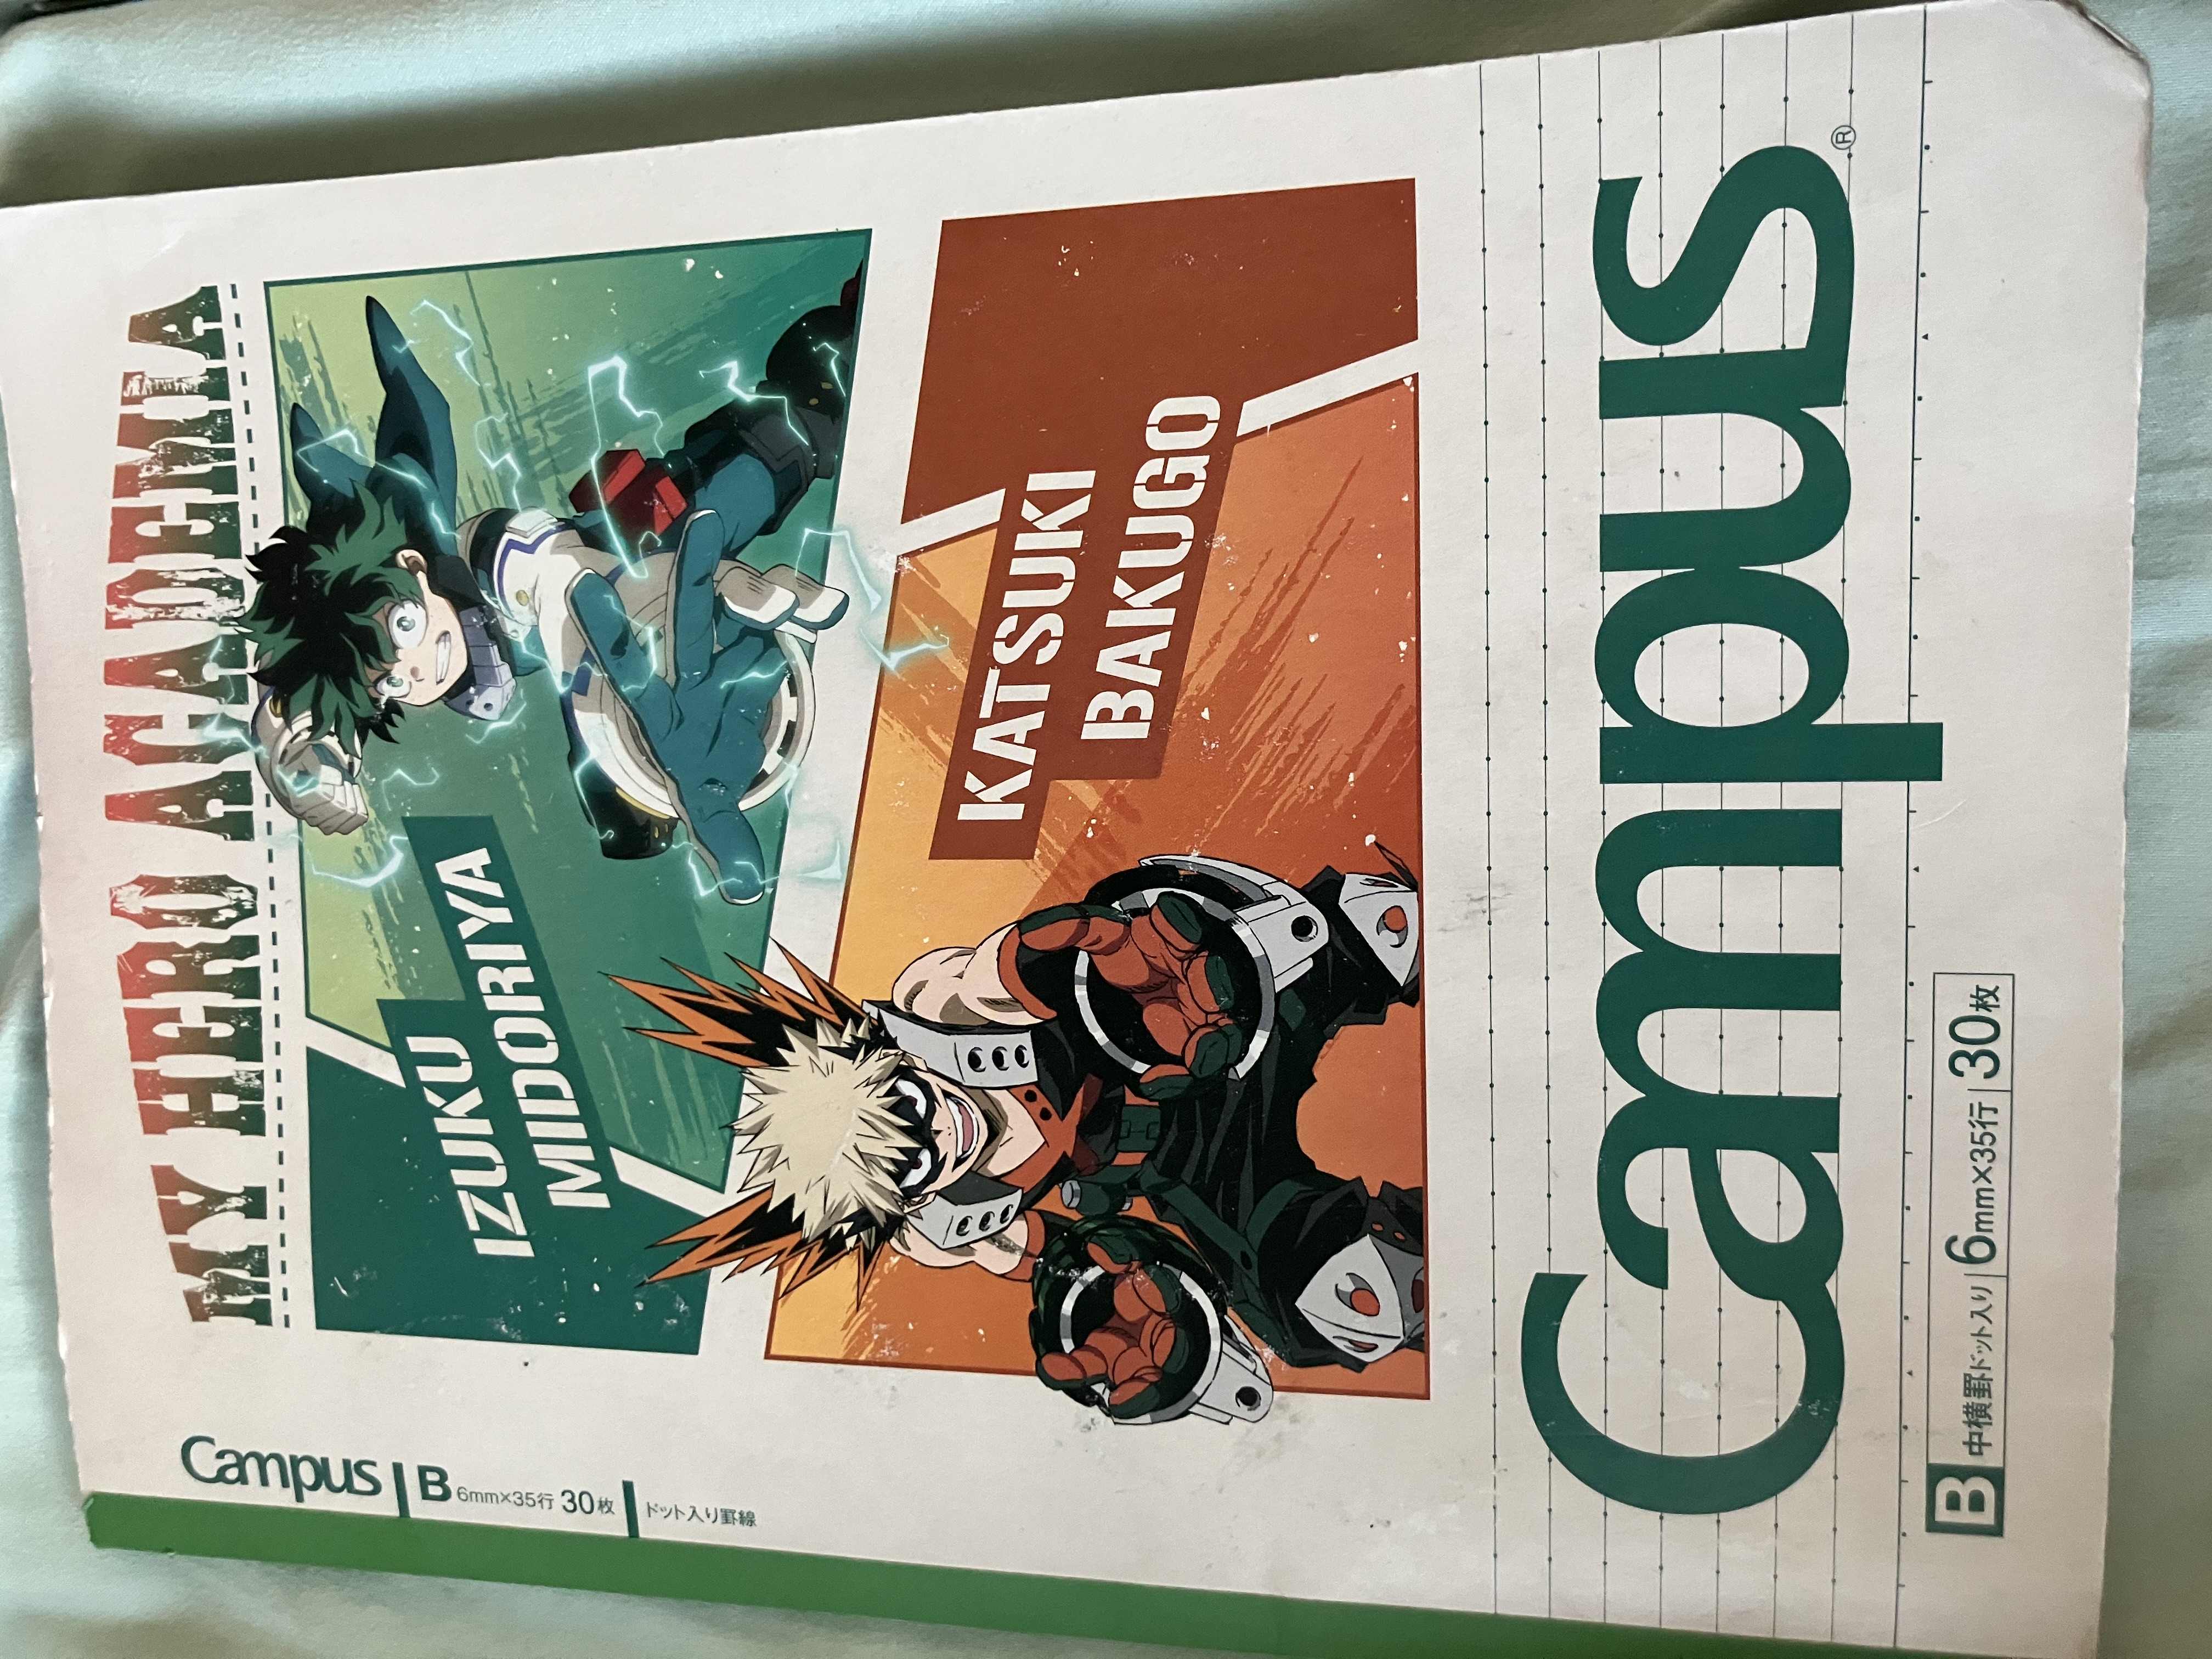 MY HERO ACADEMIA
IZUKU
MIDORIYA
KATSUKI
BAKUGO
Campus
®
B 中横罫ドット入り 6mm×35行 30枚
Campus B 6mm×35行 30枚 ドット入り罫線